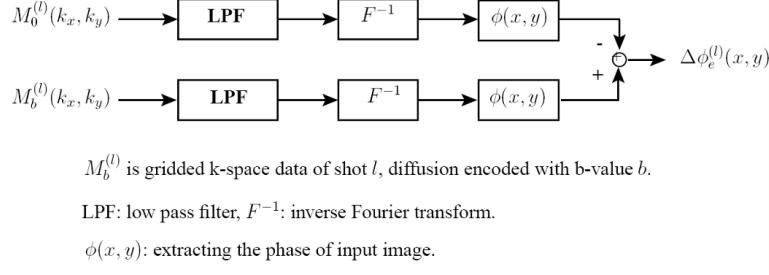 M_0^{(l)}(k_x, k_y) LPF F^{-1} ϕ(x, y)
- + Δϕ_e^{(l)}(x, y)
+
M_b^{(l)}(k_x, k_y) LPF F^{-1} ϕ(x, y)
M_b^{(l)} is gridded k-space data of shot l, diffusion encoded with b-value b.
LPF: low pass filter, F^{-1}: inverse Fourier transform.
ϕ(x, y): extracting the phase of input image.